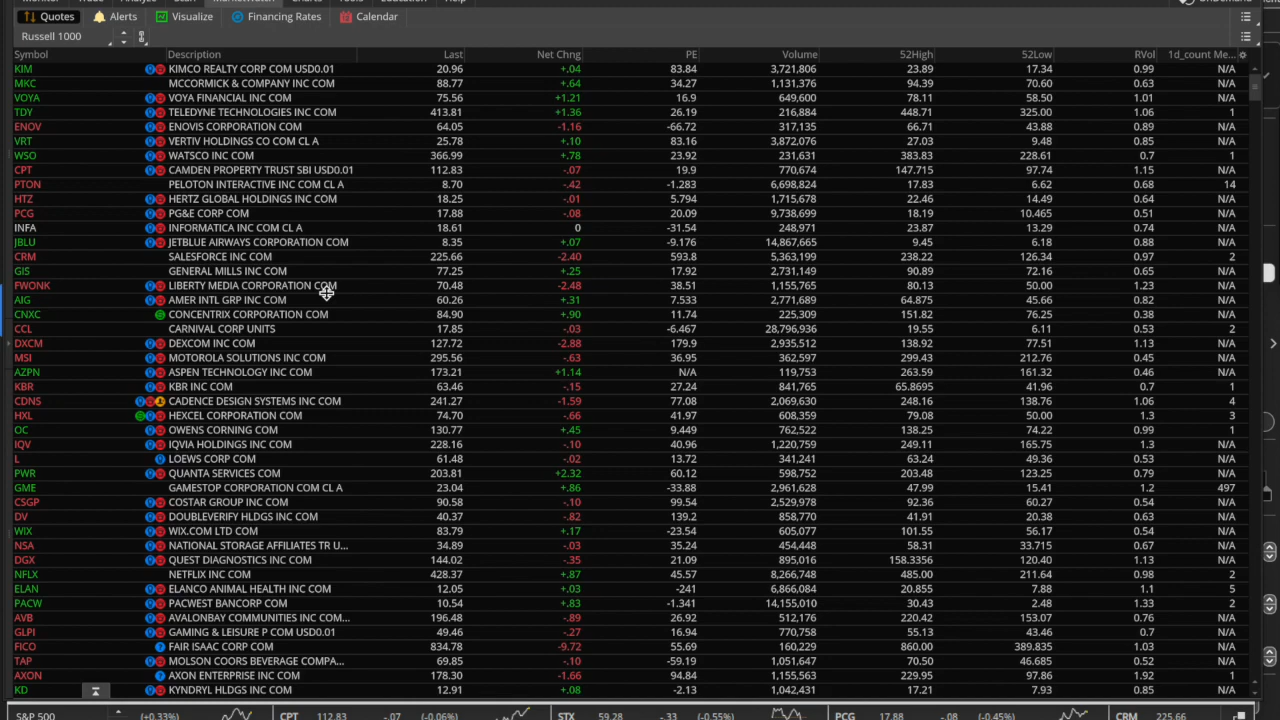 Monitor Trade Analyze Scan MarketWatch Charts Tools Education Help OnDemand
Quotes Alerts Visualize Financing Rates Calendar
Russell 1000
Symbol Description Last Net Chng PE Volume 52High 52Low RVol 1d_count Me...
KIM KIMCO REALTY CORP COM USD0.01 20.96 +.04 83.84 3,721,806 23.89 17.34 0.99 N/A
MKC MCCORMICK & COMPANY INC COM 88.77 +.64 34.27 1,131,376 94.39 70.60 0.63 N/A
VOYA VOYA FINANCIAL INC COM 75.56 +1.21 16.9 649,600 78.11 58.50 1.01 N/A
TDY TELEDYNE TECHNOLOGIES INC COM 413.81 +1.36 26.19 216,884 448.71 325.00 1.06 1
ENOV ENOVIS CORPORATION COM 64.05 -1.16 -66.72 317,135 66.71 43.88 0.89 N/A
VRT VERTIV HOLDINGS CO COM CL A 25.78 +.10 83.16 3,872,076 27.03 9.48 0.85 N/A
WSO WATSCO INC COM 366.99 +.78 23.92 231,631 383.83 228.61 0.7 1
CPT CAMDEN PROPERTY TRUST SBI USD0.01 112.83 -.07 19.9 770,674 147.715 97.74 1.15 N/A
PTON PELOTON INTERACTIVE INC COM CL A 8.70 -.42 -1.283 6,698,824 17.83 6.62 0.68 14
HTZ HERTZ GLOBAL HOLDINGS INC COM 18.25 -.01 5.794 1,715,678 22.46 14.49 0.64 N/A
PCG PG&E CORP COM 17.88 -.08 20.09 9,738,699 18.19 10.465 0.51 N/A
INFA INFORMATICA INC COM CL A 18.61 0 -31.54 248,971 23.87 13.29 0.74 N/A
JBLU JETBLUE AIRWAYS CORPORATION COM 8.35 +.07 -9.176 14,867,665 9.45 6.18 0.88 N/A
CRM SALESFORCE INC COM 225.66 -2.40 593.8 5,363,199 238.22 126.34 0.97 2
GIS GENERAL MILLS INC COM 77.25 +.25 17.92 2,731,149 90.89 72.16 0.65 N/A
FWONK LIBERTY MEDIA CORPORATION COM 70.48 -2.48 38.51 1,155,765 80.13 50.00 1.23 N/A
AIG AMER INTL GRP INC COM 60.26 +.31 7.533 2,771,689 64.875 45.66 0.82 N/A
CNXC CONCENTRIX CORPORATION COM 84.90 +.90 11.74 225,309 151.82 76.25 0.38 N/A
CCL CARNIVAL CORP UNITS 17.85 -.03 -6.467 28,796,936 19.55 6.11 0.53 2
DXCM DEXCOM INC COM 127.72 -2.88 179.9 2,935,512 138.92 77.51 1.13 N/A
MSI MOTOROLA SOLUTIONS INC COM 295.56 -.63 36.95 362,597 299.43 212.76 0.45 N/A
AZPN ASPEN TECHNOLOGY INC COM 173.21 +1.14 N/A 119,753 263.59 161.32 0.46 N/A
KBR KBR INC COM 63.46 -.15 27.24 841,765 65.8695 41.96 0.7 1
CDNS CADENCE DESIGN SYSTEMS INC COM 241.27 -1.59 77.08 2,069,630 248.16 138.76 1.06 4
HXL HEXCEL CORPORATION COM 74.70 -.66 41.97 608,359 79.08 50.00 1.3 3
OC OWENS CORNING COM 130.77 +.45 9.449 762,522 138.25 74.22 0.99 1
IQV IQVIA HOLDINGS INC COM 228.16 -.10 40.96 1,220,759 249.11 165.75 1.3 N/A
L LOEWS CORP COM 61.48 -.02 13.72 341,241 63.24 49.36 0.53 N/A
PWR QUANTA SERVICES COM 203.81 +2.32 60.12 598,752 203.48 123.25 0.79 N/A
GME GAMESTOP CORPORATION COM CL A 23.04 +.86 -33.88 2,961,628 47.99 15.41 1.2 497
CSGP COSTAR GROUP INC COM 90.58 -.10 99.54 2,529,978 92.36 60.27 0.54 N/A
DV DOUBLEVERIFY HLDGS INC COM 40.37 -.82 139.2 858,770 41.91 20.38 0.63 N/A
WIX WIX.COM LTD COM 83.79 +.17 -23.54 605,077 101.55 56.17 0.54 N/A
NSA NATIONAL STORAGE AFFILIATES TR U... 34.89 -.03 35.24 454,448 58.31 33.715 0.67 N/A
DGX QUEST DIAGNOSTICS INC COM 144.02 -.35 21.09 895,016 158.3356 120.40 1.13 N/A
NFLX NETFLIX INC COM 428.37 +.87 45.57 8,266,748 485.00 211.64 0.98 2
ELAN ELANCO ANIMAL HEALTH INC COM 12.05 +.03 -241 6,866,084 20.855 7.88 1.1 5
PACW PACWEST BANCORP COM 10.54 +.83 -1.341 14,155,010 30.43 2.48 1.33 2
AVB AVALONBAY COMMUNITIES INC COM... 196.48 -.89 26.92 512,176 220.42 153.07 0.76 N/A
GLPI GAMING & LEISURE P COM USD0.01 49.46 -.27 16.94 770,758 55.13 43.46 0.7 N/A
FICO FAIR ISAAC CORP COM 834.78 -9.72 55.69 160,229 860.00 389.835 1.03 N/A
TAP MOLSON COORS BEVERAGE COMPA... 69.85 -.10 -59.19 1,051,647 70.50 46.685 0.52 N/A
AXON AXON ENTERPRISE INC COM 178.30 -1.66 94.84 1,155,563 229.95 97.86 1.92 1
KD KYNDRYL HLDGS INC COM 12.91 +.08 -2.13 1,042,431 17.21 7.93 0.85 N/A
S&P 500 (+0.33%) CPT 112.83 -.07 (-0.06%) STX 59.28 -.33 (-0.55%) PCG 17.88 -.08 (-0.45%) CRM 225.66